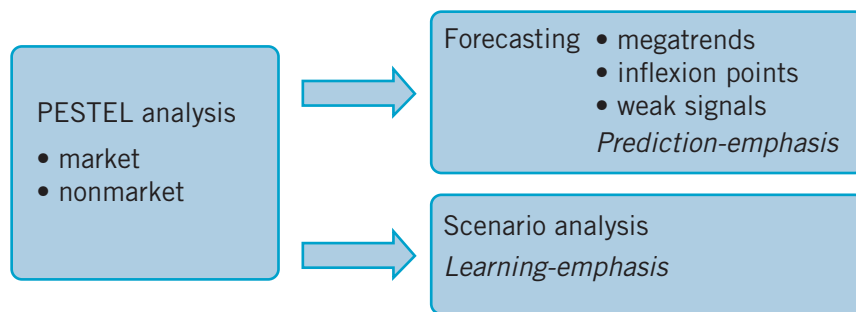 PESTEL analysis
• market
• nonmarket
Forecasting • megatrends
• inflexion points
• weak signals
Prediction-emphasis
Scenario analysis
Learning-emphasis